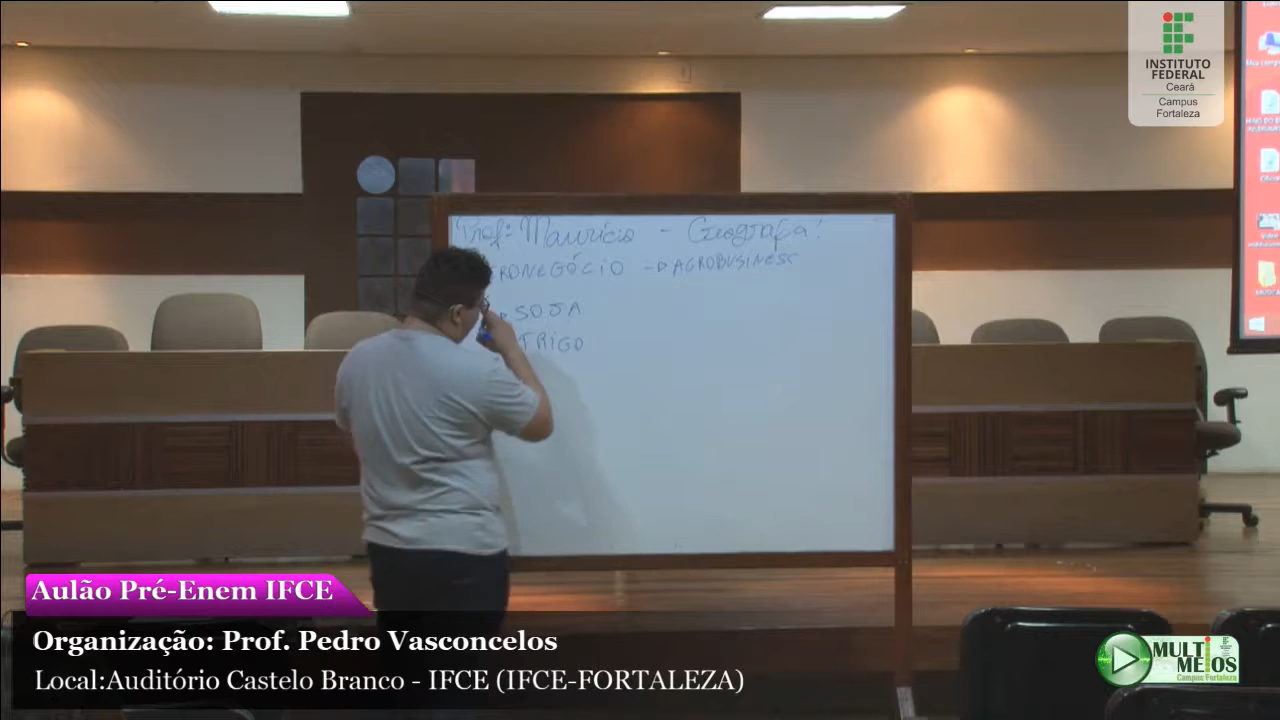 INSTITUTO
FEDERAL
Ceará
Campus
Fortaleza
Prof: Maurício - Geografia!
AGROBUSINESS
SOJA
TRIGO
Aulão Pré-Enem IFCE
Organização: Prof. Pedro Vasconcelos
Local:Auditório Castelo Branco - IFCE (IFCE-FORTALEZA)
MULTIMEIOS
Campus Fortaleza